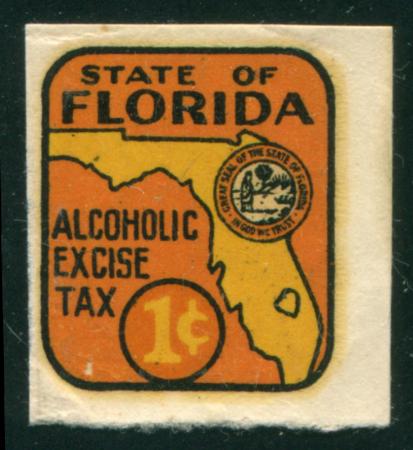 STATE OF
FLORIDA
GREAT SEAL OF THE STATE OF FLORIDA
IN GOD WE TRUST
ALCOHOLIC
EXCISE
TAX
1¢